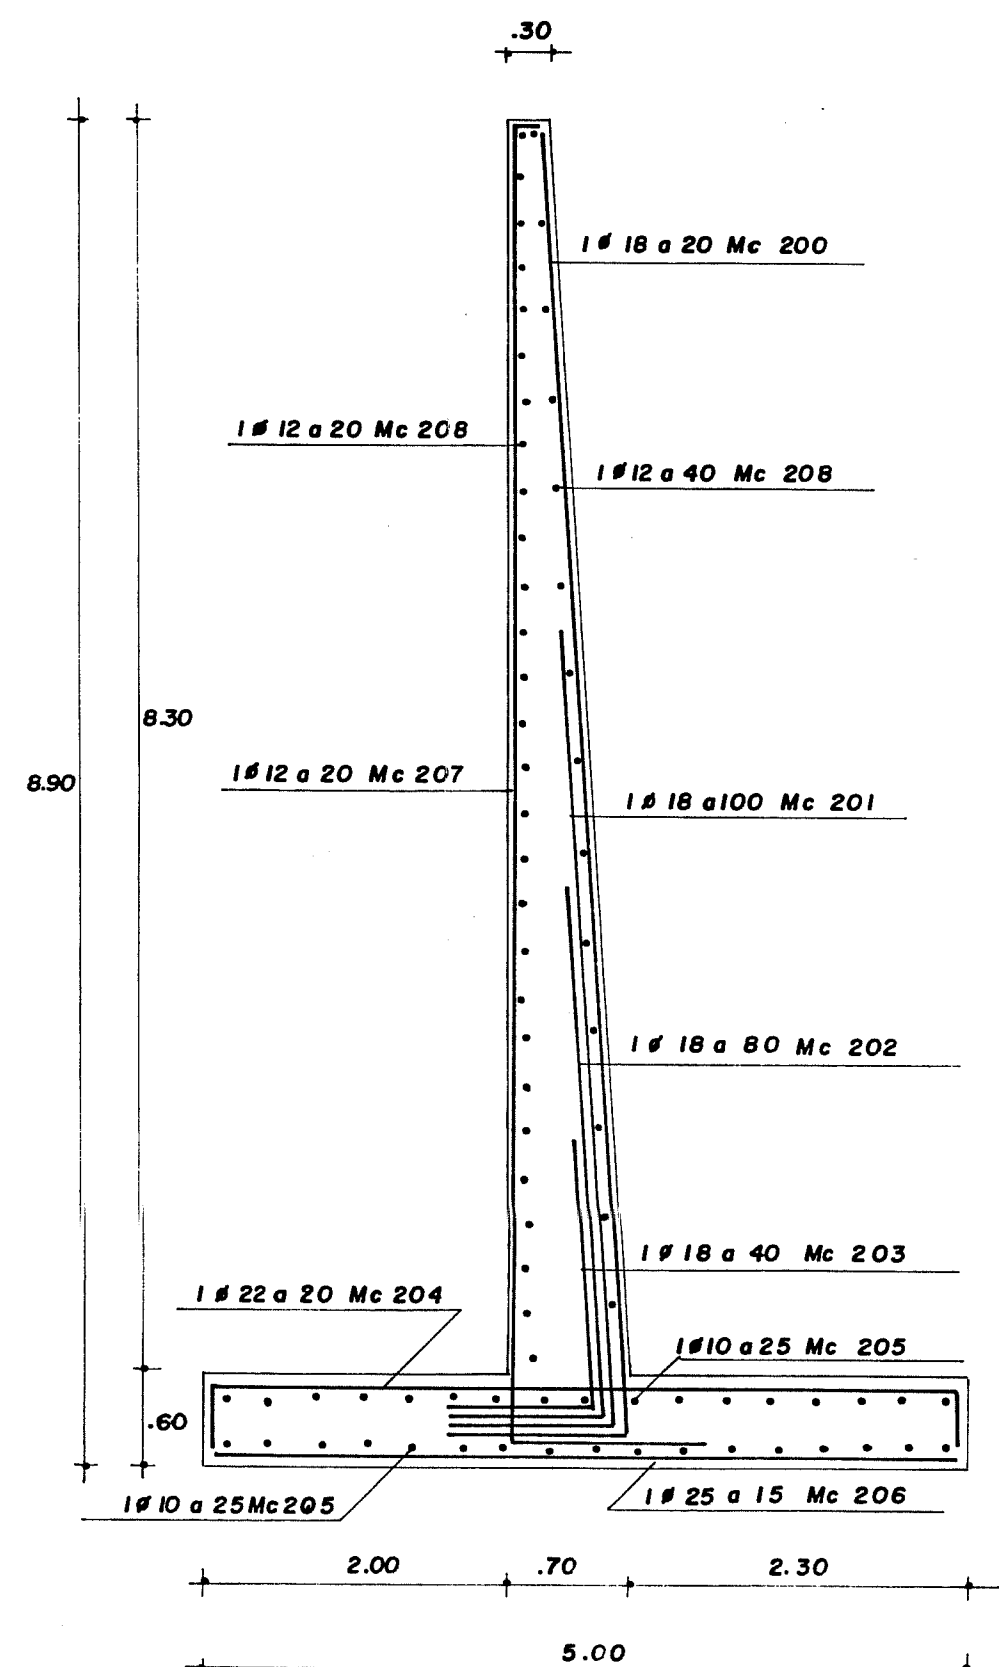 .30
1 Ø 18 a 20 Mc 200
1 Ø 12 a 20 Mc 208
1 Ø 12 a 40 Mc 208
8.30
8.90
1 Ø 12 a 20 Mc 207
1 Ø 18 a 100 Mc 201
1 Ø 18 a 80 Mc 202
1 Ø 18 a 40 Mc 203
1 Ø 22 a 20 Mc 204
1 Ø 10 a 25 Mc 205
.60
1 Ø 10 a 25 Mc 205
1 Ø 25 a 15 Mc 206
2.00 .70 2.30
5.00